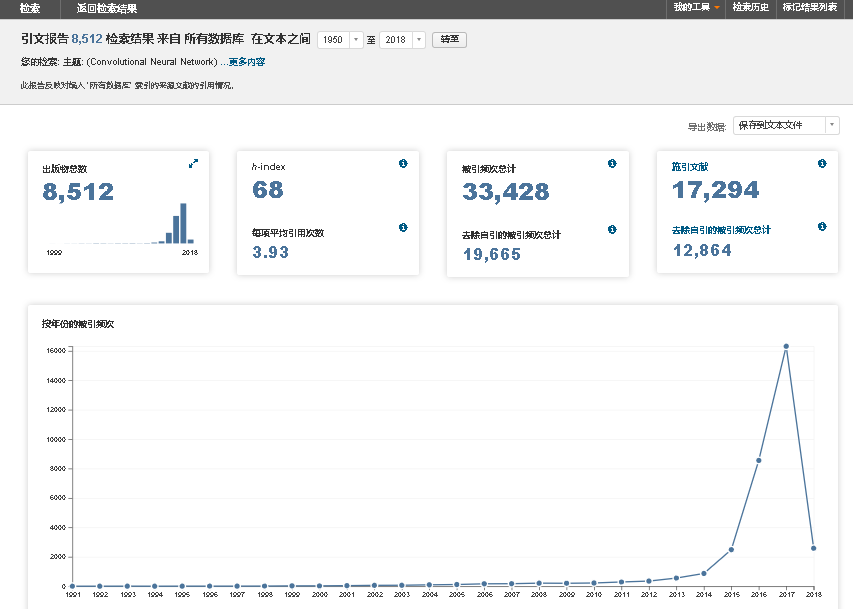 检索 返回检索结果 我的工具 检索历史 标记结果列表
引文报告 8,512 检索结果 来自 所有数据库 在文本之间 1950 至 2018 转至
您的检索: 主题: (Convolutional Neural Network) ...更多内容
此报告反映对编入 '所有数据库' 索引的来源文献的引用情况。
导出数据: 保存到文本文件
出版物总数
8,512
1999 2018
h-index
68
每项平均引用次数
3.93
被引频次总计
33,428
去除自引的被引频次总计
19,665
施引文献
17,294
去除自引的被引频次总计
12,864
按年份的被引频次
16000
14000
12000
10000
8000
6000
4000
2000
0
1991 1992 1993 1994 1995 1996 1997 1998 1999 2000 2001 2002 2003 2004 2005 2006 2007 2008 2009 2010 2011 2012 2013 2014 2015 2016 2017 2018